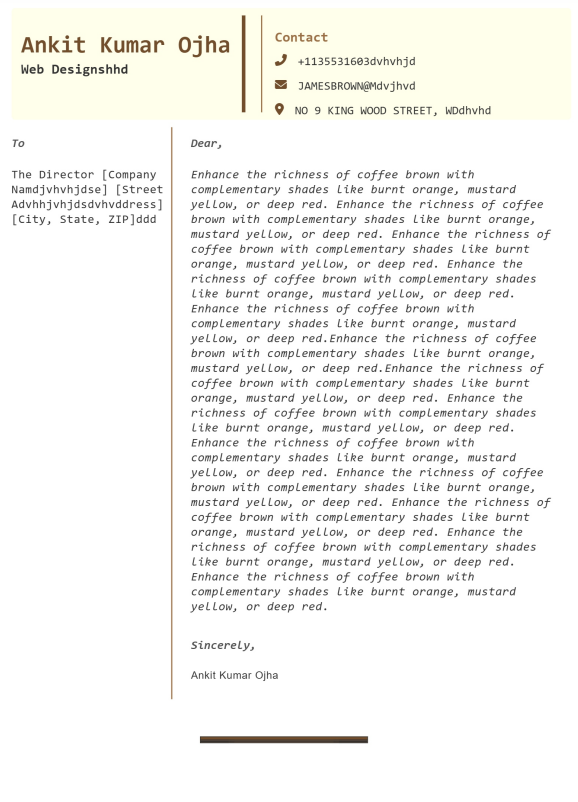 Ankit Kumar Ojha
Web Designshhd
Contact
+1135531603dvhvhjd
JAMESBROWN@Mdvjhvd
NO 9 KING WOOD STREET, WDdhvhd
To
The Director [Company
Namdjvhvhjdse] [Street
Advhhjvhjdsdvhvddress]
[City, State, ZIP]ddd
Dear,
Enhance the richness of coffee brown with
complementary shades like burnt orange, mustard
yellow, or deep red. Enhance the richness of coffee
brown with complementary shades like burnt orange,
mustard yellow, or deep red. Enhance the richness of
coffee brown with complementary shades like burnt
orange, mustard yellow, or deep red. Enhance the
richness of coffee brown with complementary shades
like burnt orange, mustard yellow, or deep red.
Enhance the richness of coffee brown with
complementary shades like burnt orange, mustard
yellow, or deep red.Enhance the richness of coffee
brown with complementary shades like burnt orange,
mustard yellow, or deep red.Enhance the richness of
coffee brown with complementary shades like burnt
orange, mustard yellow, or deep red. Enhance the
richness of coffee brown with complementary shades
like burnt orange, mustard yellow, or deep red.
Enhance the richness of coffee brown with
complementary shades like burnt orange, mustard
yellow, or deep red. Enhance the richness of coffee
brown with complementary shades like burnt orange,
mustard yellow, or deep red. Enhance the richness of
coffee brown with complementary shades like burnt
orange, mustard yellow, or deep red. Enhance the
richness of coffee brown with complementary shades
like burnt orange, mustard yellow, or deep red.
Enhance the richness of coffee brown with
complementary shades like burnt orange, mustard
yellow, or deep red.
Sincerely,
Ankit Kumar Ojha